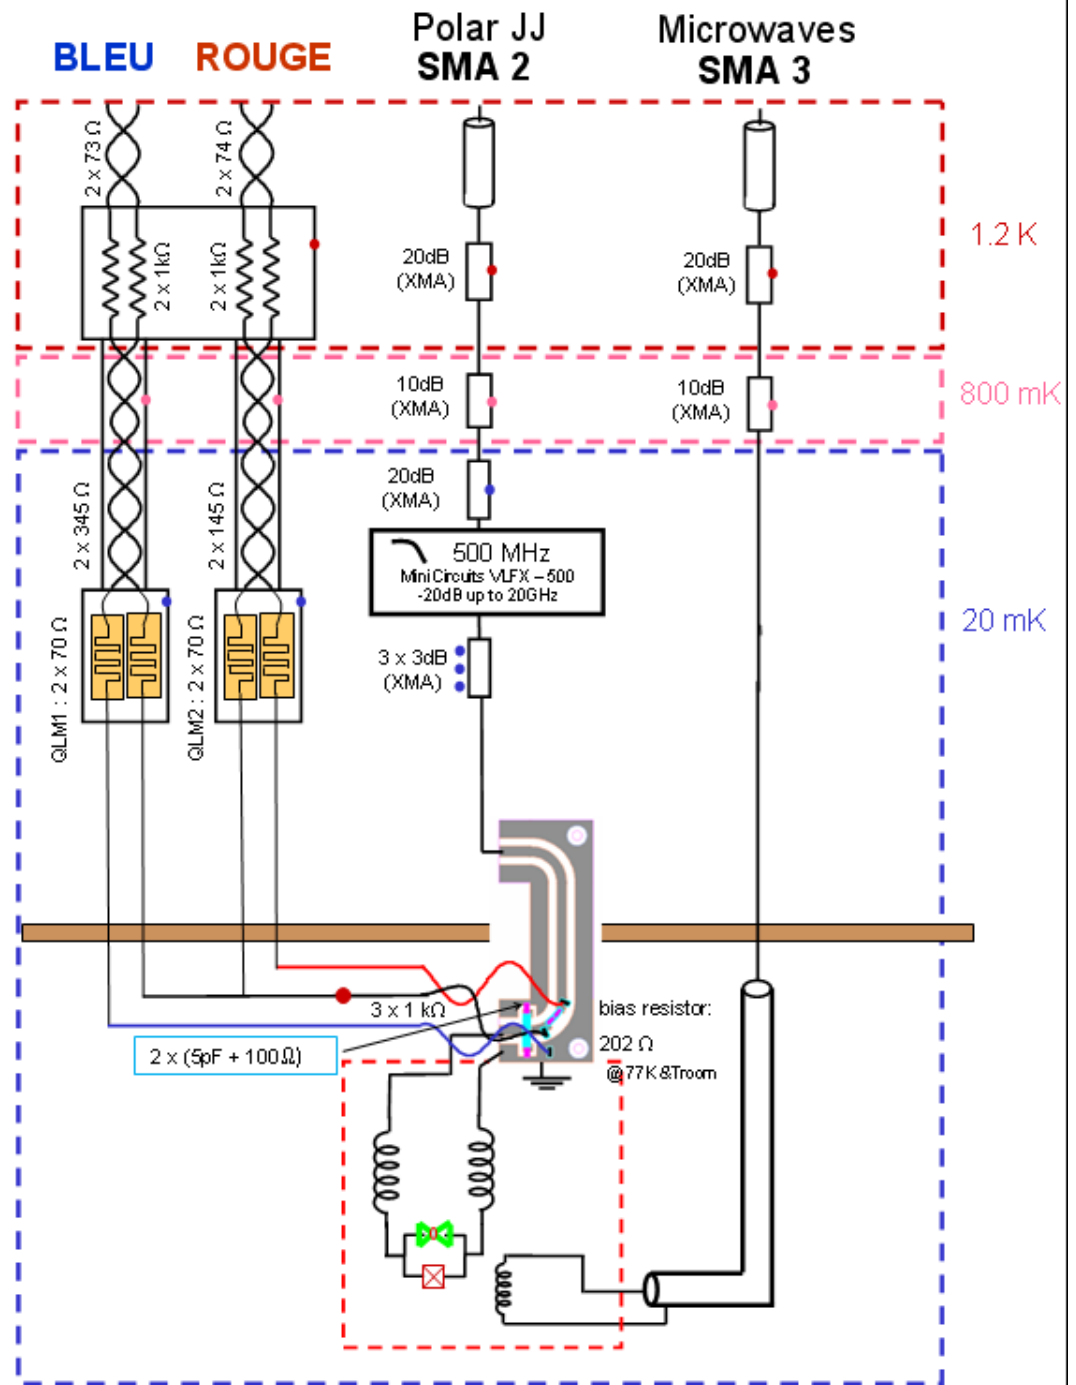 BLEU ROUGE
Polar JJ
SMA 2
Microwaves
SMA 3
2 x 73 Ω
2 x 74 Ω
2 x 1kΩ
2 x 1kΩ
20dB
(XMA)
20dB
(XMA)
1.2 K
10dB
(XMA)
10dB
(XMA)
800 mK
2 x 345 Ω
2 x 145 Ω
20dB
(XMA)
500 MHz
MiniCircuits VLFX – 500
-20dB up to 20GHz
20 mK
QLM1 : 2 x 70 Ω
QLM2 : 2 x 70 Ω
3 x 3dB
(XMA)
3 x 1 kΩ
2 x (5pF + 100Ω)
bias resistor:
202 Ω
@77K&Troom